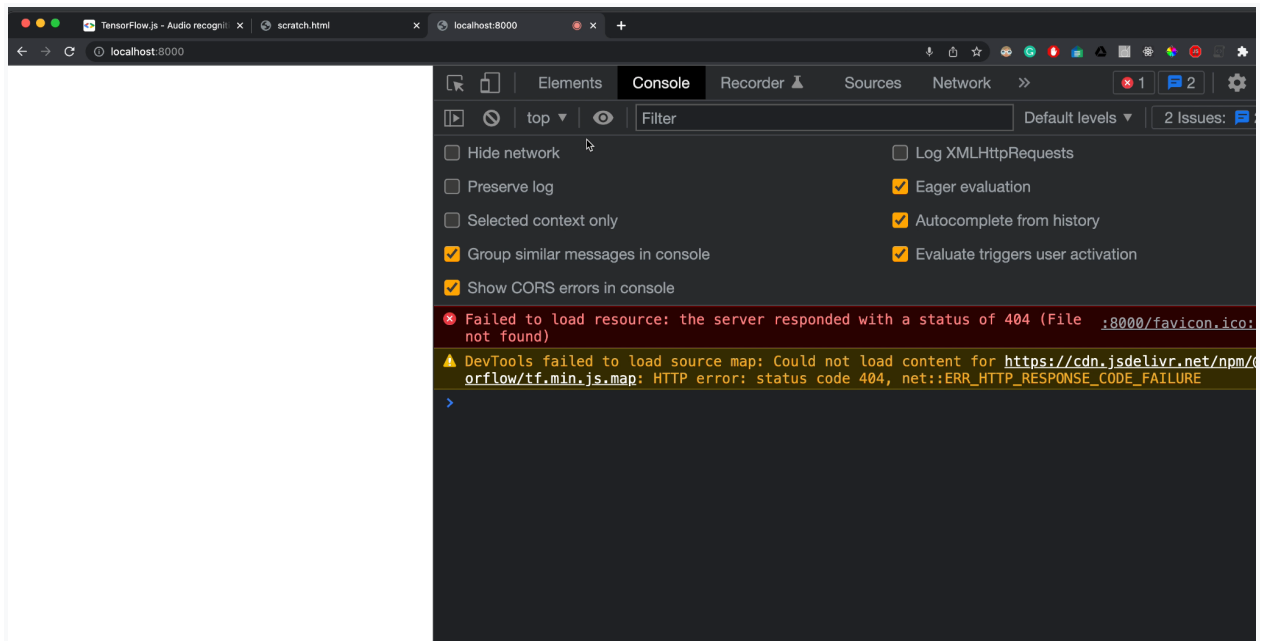 TensorFlow.js - Audio recognit
scratch.html
localhost:8000
localhost:8000
Elements Console Recorder Sources Network 1 2
top Filter Default levels 2 Issues:
Hide network Log XMLHttpRequests
Preserve log Eager evaluation
Selected context only Autocomplete from history
Group similar messages in console Evaluate triggers user activation
Show CORS errors in console
Failed to load resource: the server responded with a status of 404 (File :8000/favicon.ico:
not found)
DevTools failed to load source map: Could not load content for https://cdn.jsdelivr.net/npm/@
orflow/tf.min.js.map: HTTP error: status code 404, net::ERR_HTTP_RESPONSE_CODE_FAILURE